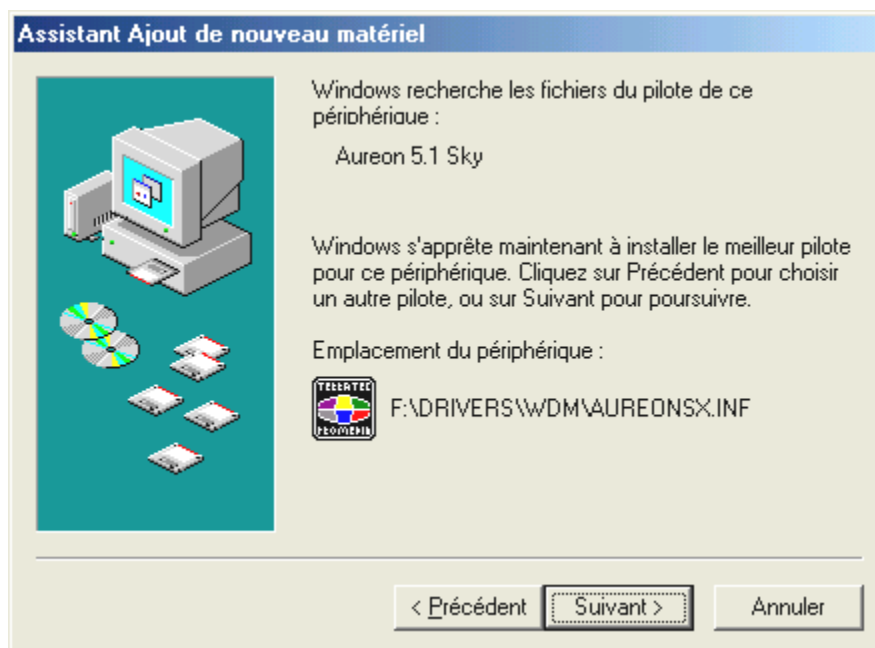 Assistant Ajout de nouveau matériel
Windows recherche les fichiers du pilote de ce
périphérique :
Aureon 5.1 Sky
Windows s'apprête maintenant à installer le meilleur pilote
pour ce périphérique. Cliquez sur Précédent pour choisir
un autre pilote, ou sur Suivant pour poursuivre.
Emplacement du périphérique :
TERRATEC
PROMEDIA
F:\DRIVERS\WDM\AUREONSX.INF
< Précédent
Suivant >
Annuler